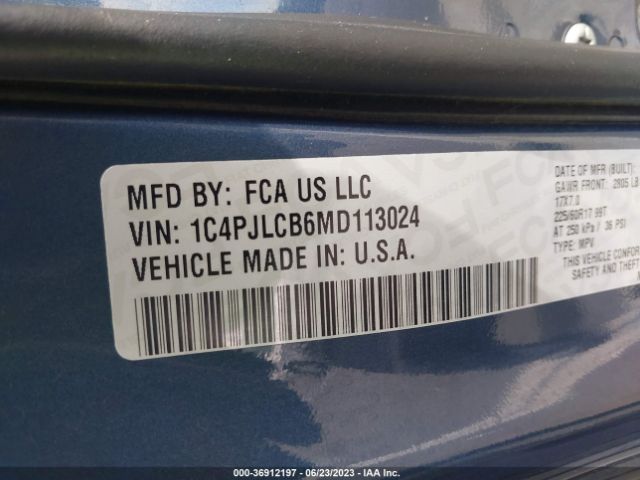 MFD BY: FCA US LLC
VIN: 1C4PJLCB6MD113024
VEHICLE MADE IN: U.S.A.
DATE OF MFR (BUILT):
GAWR FRONT: 2805 LB
17X7.0
225/60R17 99T
AT 250 kPa / 36 PSI
TYPE: MPV
THIS VEHICLE CONFOR
SAFETY AND THEFT
000-36912197 - 06/23/2023 - IAA Inc.